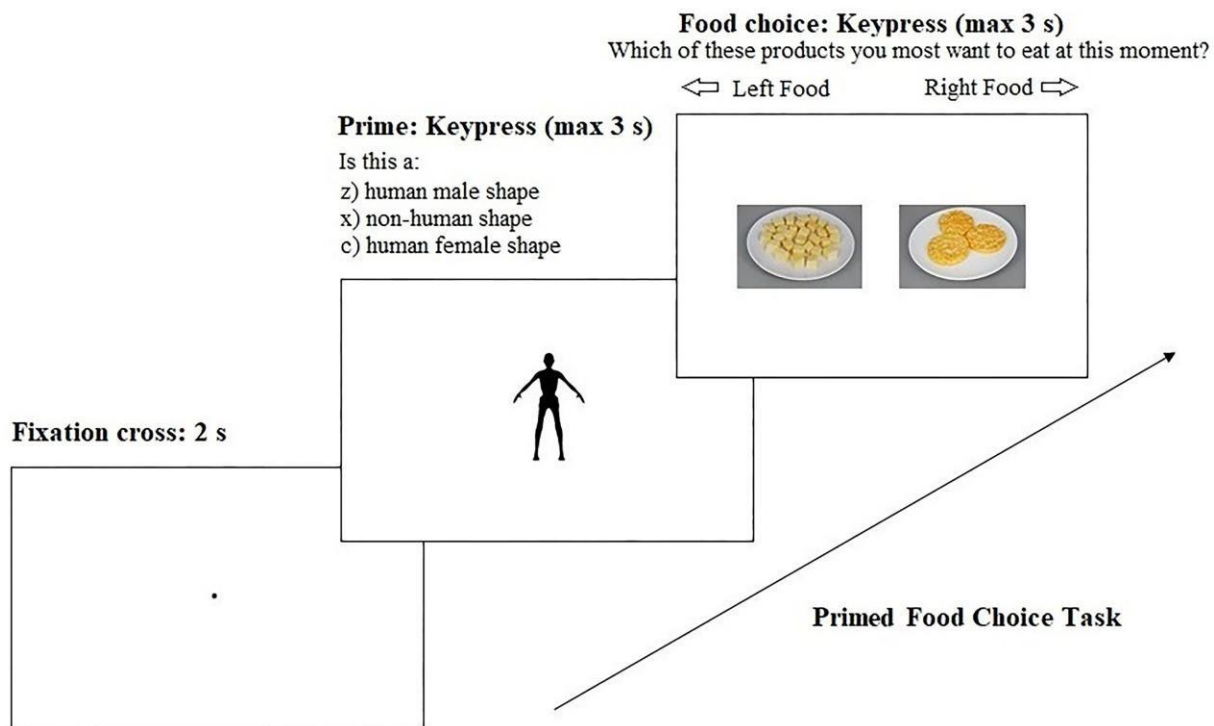 Food choice: Keypress (max 3 s)
Which of these products you most want to eat at this moment?
Left Food
Right Food
Prime: Keypress (max 3 s)
Is this a:
z) human male shape
x) non-human shape
c) human female shape
Fixation cross: 2 s
Primed Food Choice Task